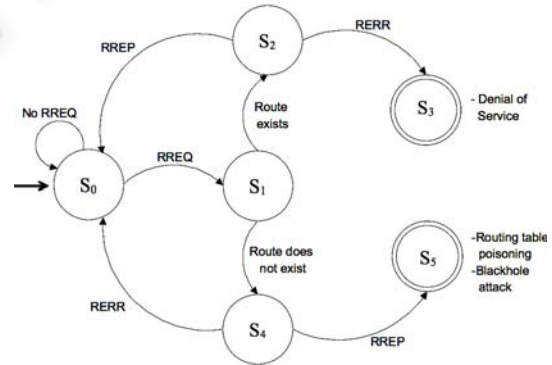 RREP
S2
RERR
S3
- Denial of
Service
No RREQ
Route
exists
S0
RREQ
S1
Route does
not exist
S5
-Routing table
poisoning
-Blackhole
attack
RERR
S4
RREP